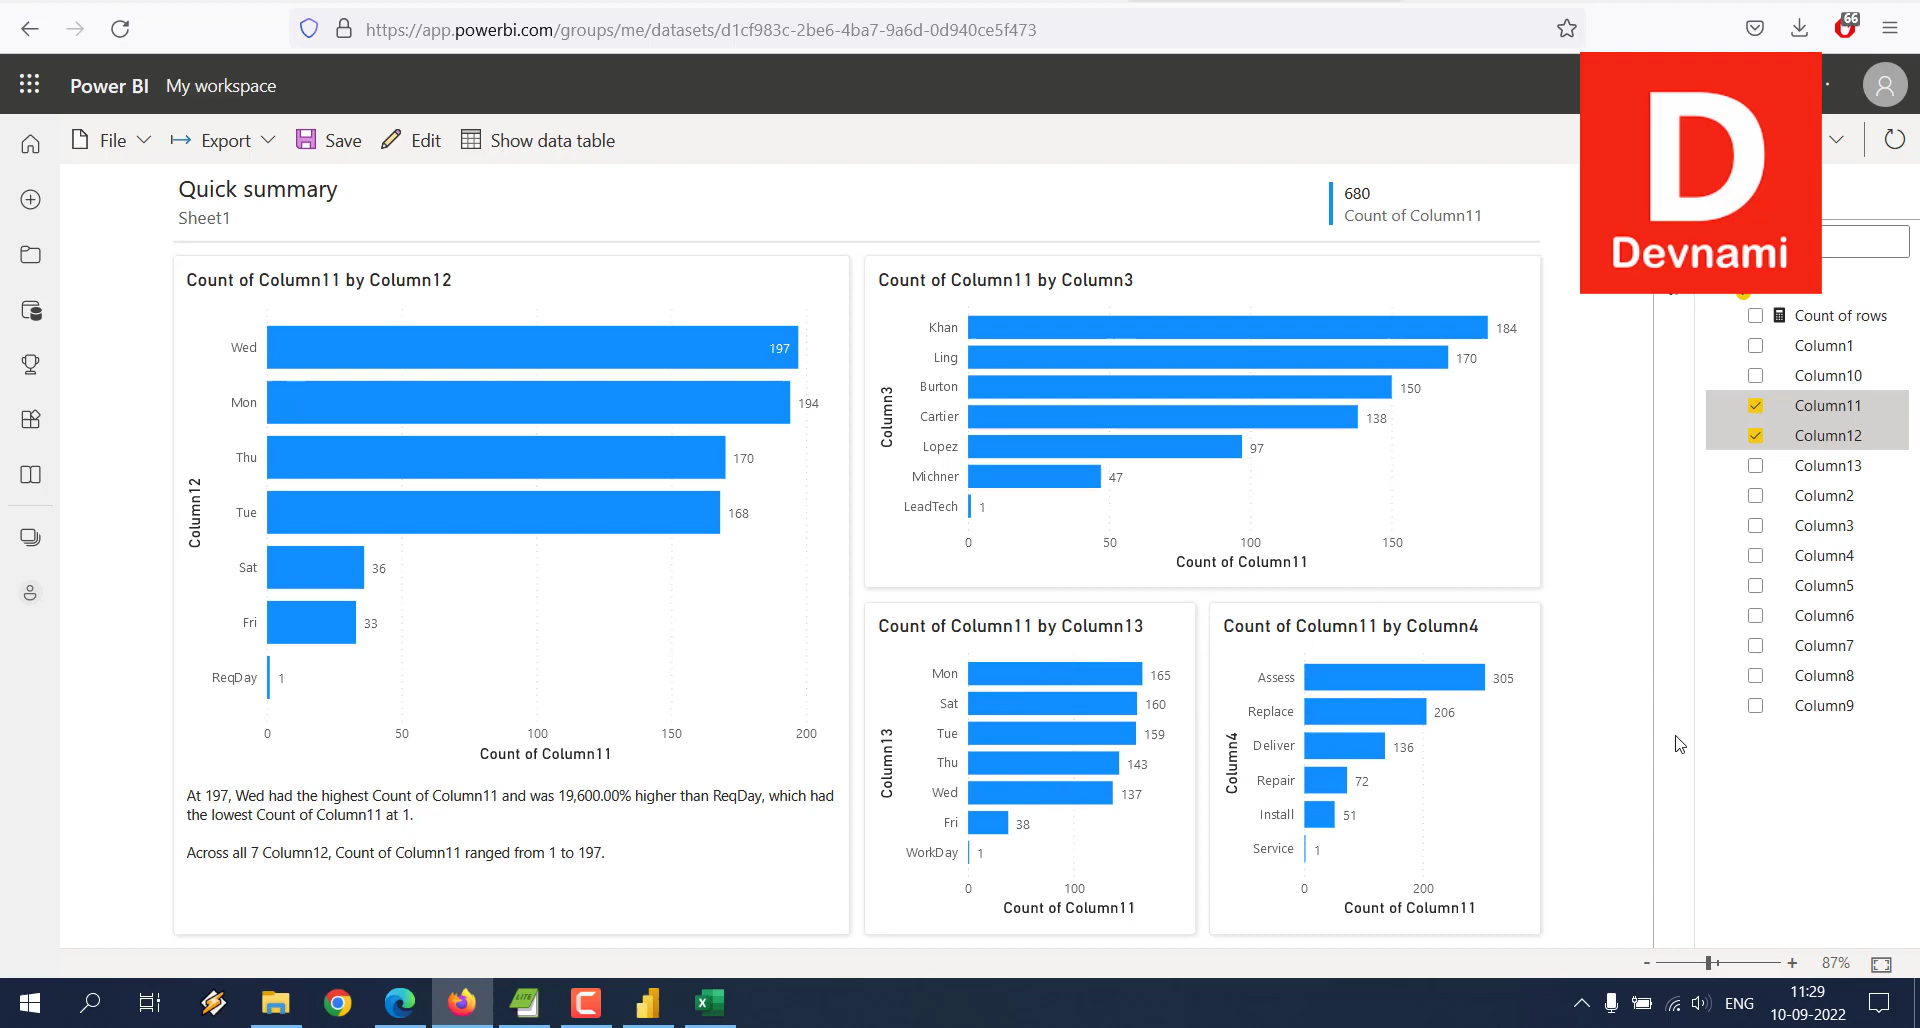 https://app.powerbi.com/groups/me/datasets/d1cf983c-2be6-4ba7-9a6d-0d940ce5f473
66
Power BI My workspace
File Export Save Edit Show data table
D
Devnami
Quick summary
Sheet1
680
Count of Column11
Count of Column11 by Column12
Column12
Wed 197
Mon 194
Thu 170
Tue 168
Sat 36
Fri 33
ReqDay 1
0 50 100 150 200
Count of Column11
At 197, Wed had the highest Count of Column11 and was 19,600.00% higher than ReqDay, which had
the lowest Count of Column11 at 1.
Across all 7 Column12, Count of Column11 ranged from 1 to 197.
Count of Column11 by Column3
Column3
Khan 184
Ling 170
Burton 150
Cartier 138
Lopez 97
Michner 47
LeadTech 1
0 50 100 150
Count of Column11
Count of Column11 by Column13
Column13
Mon 165
Sat 160
Tue 159
Thu 143
Wed 137
Fri 38
WorkDay 1
0 100
Count of Column11
Count of Column11 by Column4
Column4
Assess 305
Replace 206
Deliver 136
Repair 72
Install 51
Service 1
0 200
Count of Column11
Count of rows
Column1
Column10
Column11
Column12
Column13
Column2
Column3
Column4
Column5
Column6
Column7
Column8
Column9
- + 87%
LITE
ENG
11:29
10-09-2022